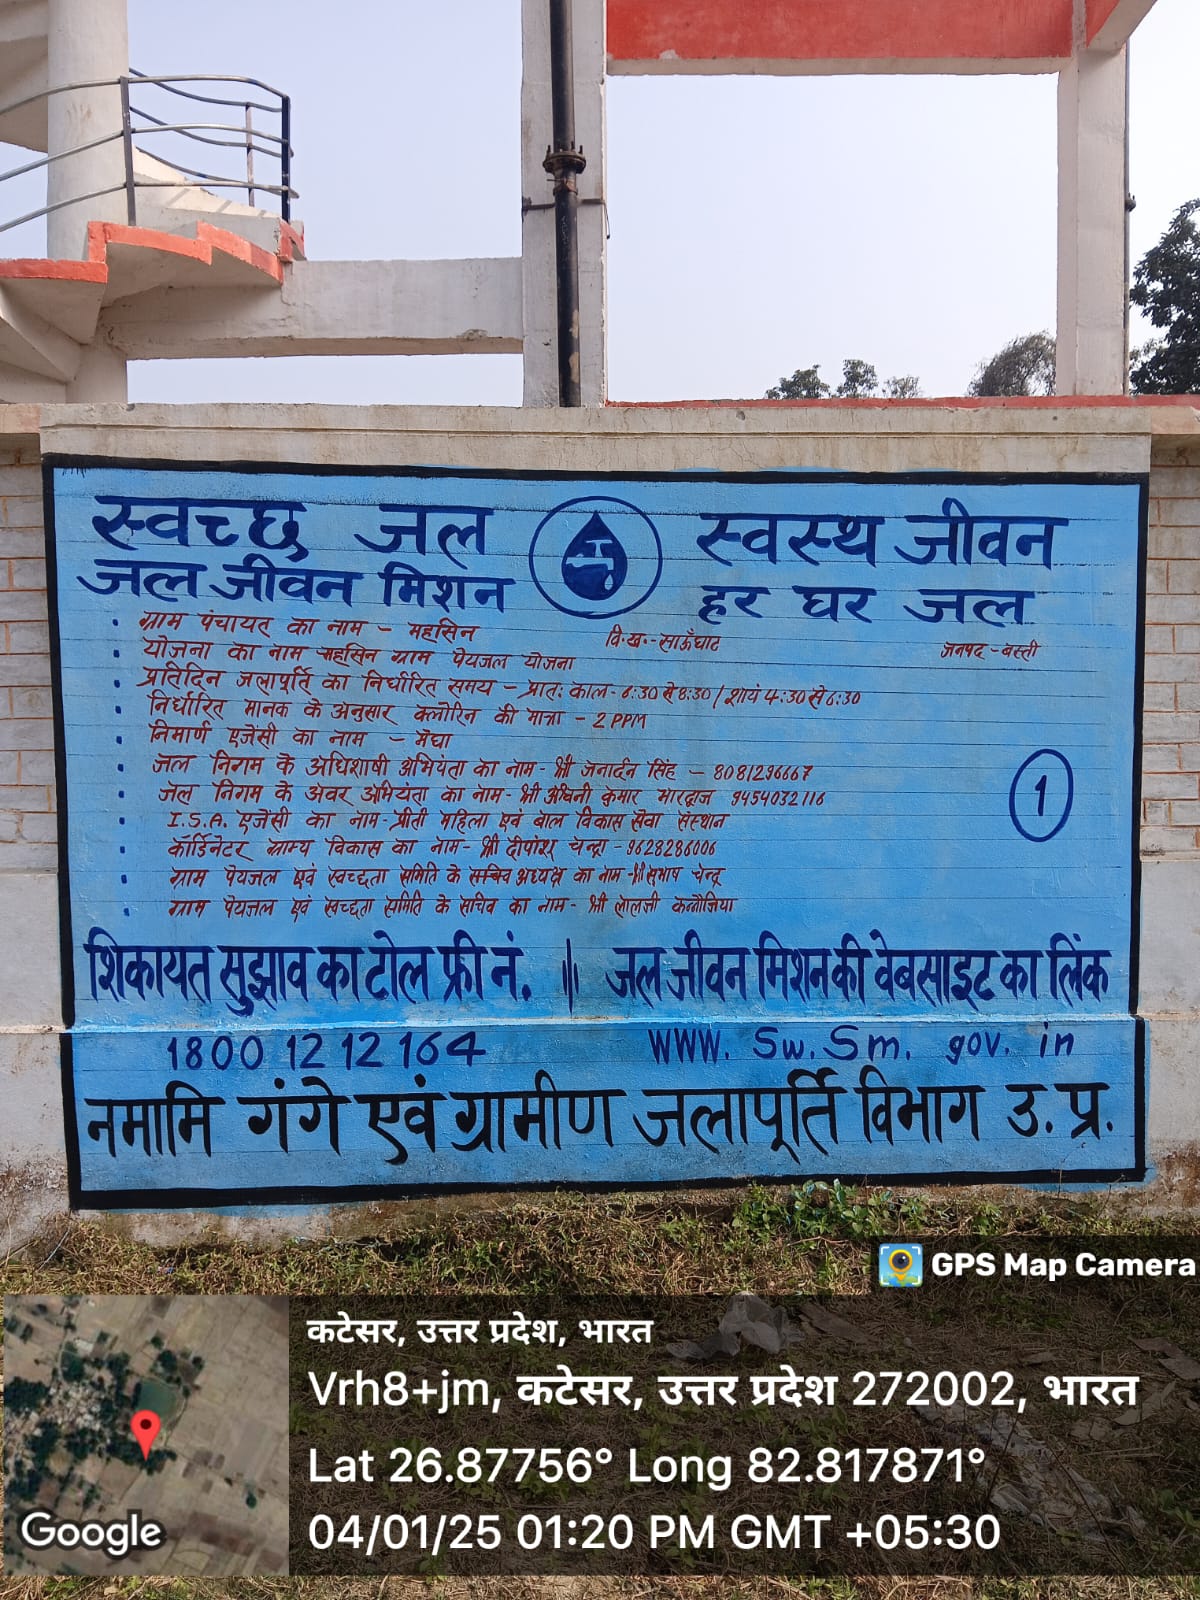 स्वच्छ जल स्वस्थ जीवन
जल जीवन मिशन हर घर जल
ग्राम पंचायत का नाम - महसिन वि.ख.- साऊँघाट जनपद - बस्ती
योजना का नाम महसिन ग्राम पेयजल योजना
प्रतिदिन जलापूर्ति का निर्धारित समय - प्रातः काल - 6:30 से 8:30 / शायं 4:30 से 6:30
निर्धारित मानक के अनुसार क्लोरिन की मात्रा - 2 PPM
निमार्ण एजेंसी का नाम - मेघा
जल निगम के अधिशाषी अभियंता का नाम - श्री जनार्दन सिंह - 8081296667
जल निगम के अवर अभियंता का नाम - श्री अश्विनी कुमार भारद्वाज 9454032116
I.S.A. एजेंसी का नाम - प्रीती महिला एवं बाल विकास सेवा संस्थान
कॉर्डिनेटर ग्राम्य विकास का नाम - श्री दीपांशू चन्द्रा - 9628286006
ग्राम पेयजल एवं स्वच्छता समिति के अध्यक्ष का नाम - श्री सुभाष चन्द्र
ग्राम पेयजल एवं स्वच्छता समिति के सचिव का नाम - श्री लालजी कन्नौजिया
1
शिकायत सुझाव का टोल फ्री नं. || जल जीवन मिशन की वेबसाइट का लिंक
1800 12 12 164 WWW. Sw. Sm. gov. in
नमामि गंगे एवं ग्रामीण जलापूर्ति विभाग उ. प्र.
GPS Map Camera
कटेसर, उत्तर प्रदेश, भारत
Vrh8+jm, कटेसर, उत्तर प्रदेश 272002, भारत
Lat 26.87756° Long 82.817871°
04/01/25 01:20 PM GMT +05:30
Google